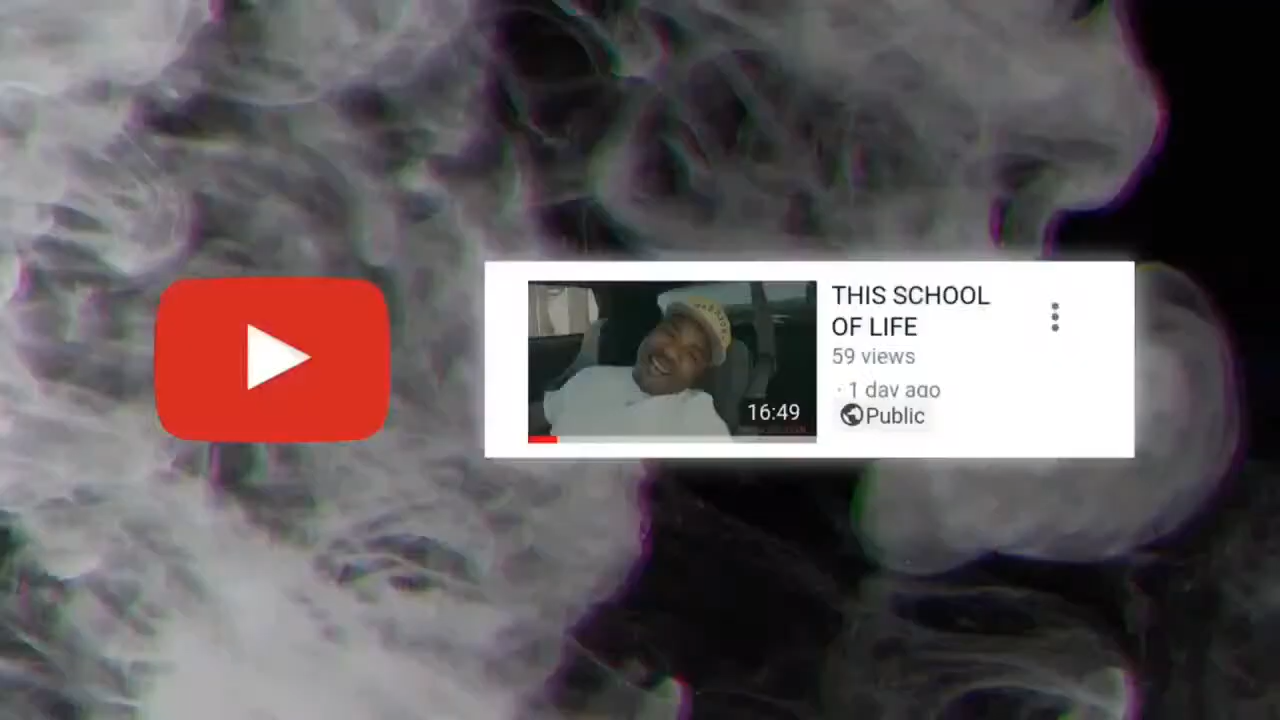 THIS SCHOOL
OF LIFE
59 views
· 1 day ago
Public
16:49